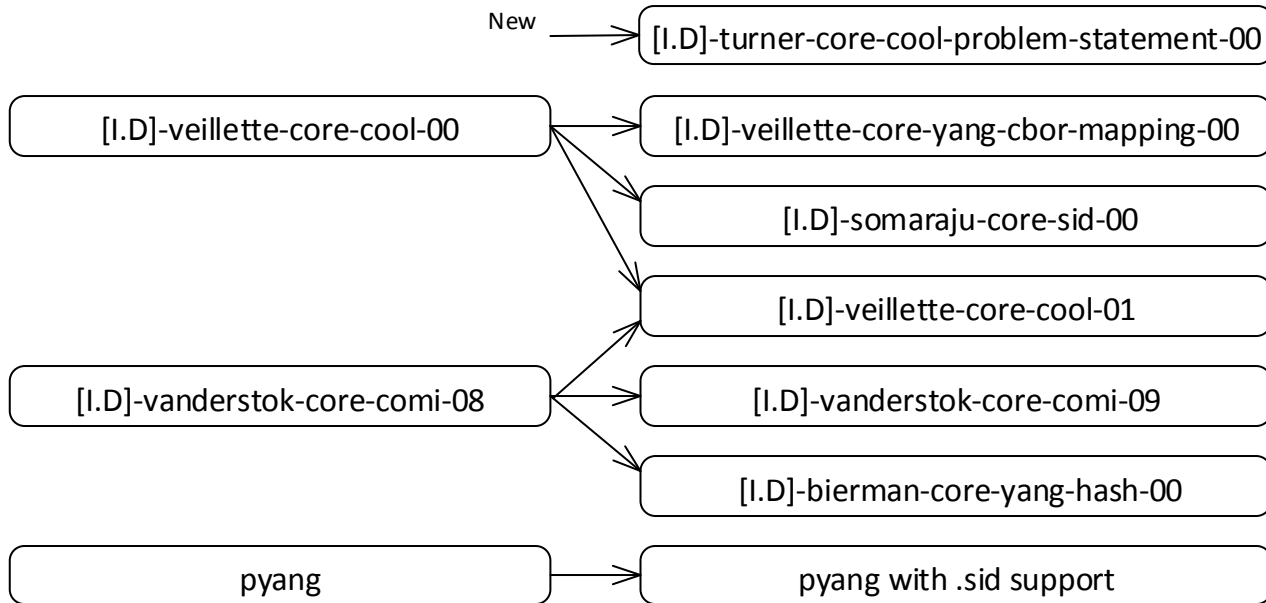 New
[I.D]-turner-core-cool-problem-statement-00
[I.D]-veillette-core-cool-00
[I.D]-veillette-core-yang-cbor-mapping-00
[I.D]-somaraju-core-sid-00
[I.D]-veillette-core-cool-01
[I.D]-vanderstok-core-comi-08
[I.D]-vanderstok-core-comi-09
[I.D]-bierman-core-yang-hash-00
pyang
pyang with .sid support